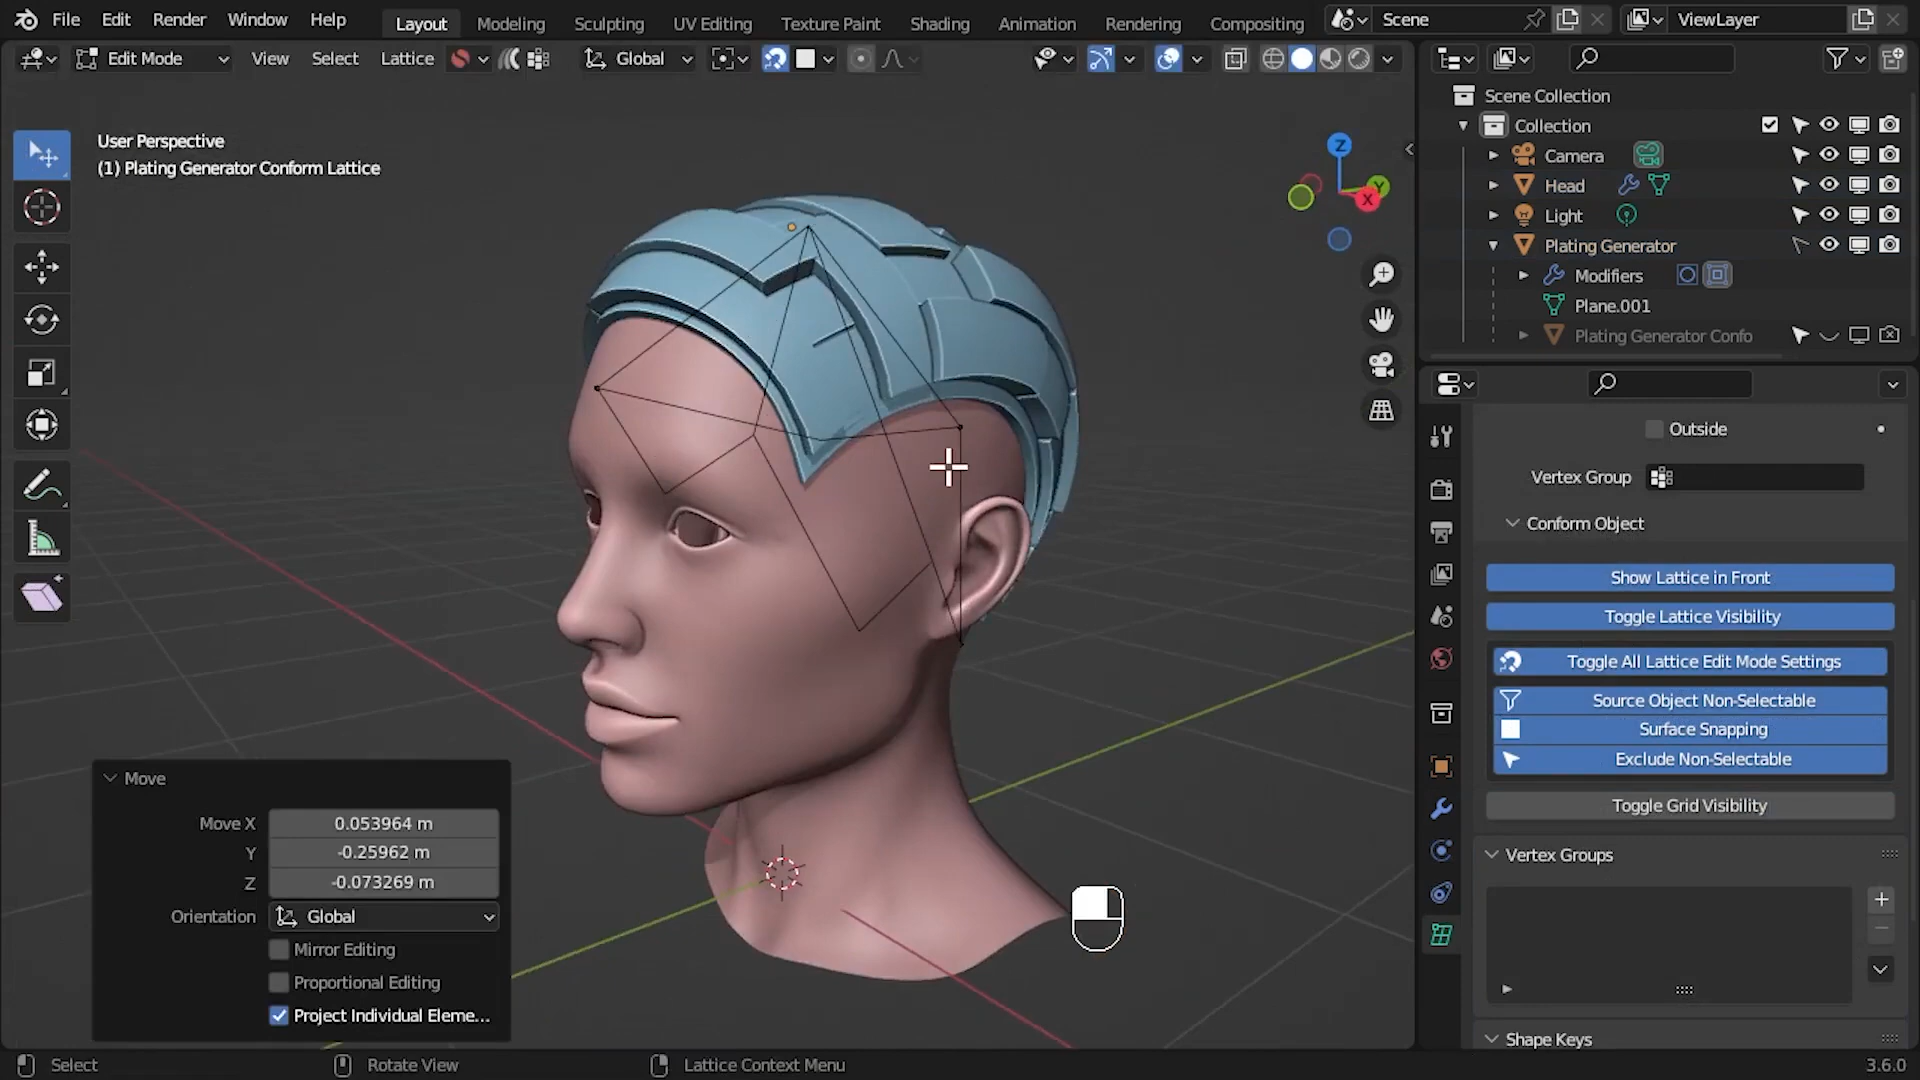 File Edit Render Window Help Layout Modeling Sculpting UV Editing Texture Paint Shading Animation Rendering Compositing Scene ViewLayer
Edit Mode View Select Lattice Global
User Perspective
(1) Plating Generator Conform Lattice
Z
Y
X
Scene Collection
Collection
Camera
Head
Light
Plating Generator
Modifiers
Plane.001
Plating Generator Confo
Outside
Vertex Group
Conform Object
Show Lattice in Front
Toggle Lattice Visibility
Toggle All Lattice Edit Mode Settings
Source Object Non-Selectable
Surface Snapping
Exclude Non-Selectable
Toggle Grid Visibility
Vertex Groups
Shape Keys
Move
Move X 0.053964 m
Y -0.25962 m
Z -0.073269 m
Orientation Global
Mirror Editing
Proportional Editing
Project Individual Eleme...
Select Rotate View Lattice Context Menu 3.6.0